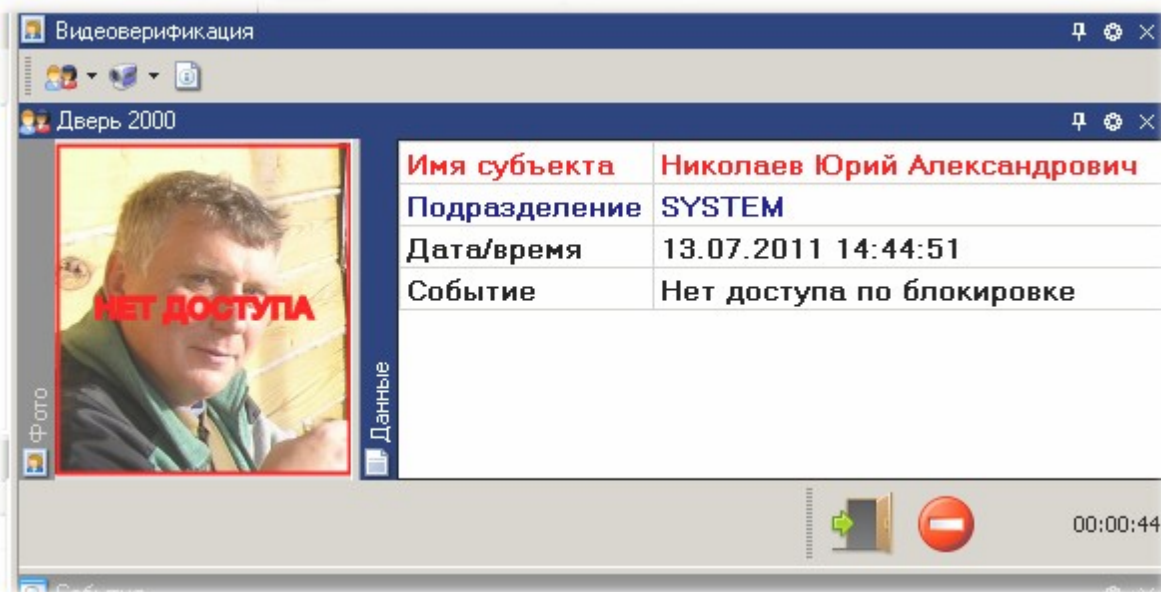 Видеоверификация
Дверь 2000
Фото
НЕТ ДОСТУПА
Данные
Имя субъекта Николаев Юрий Александрович
Подразделение SYSTEM
Дата/время 13.07.2011 14:44:51
Событие Нет доступа по блокировке
00:00:44